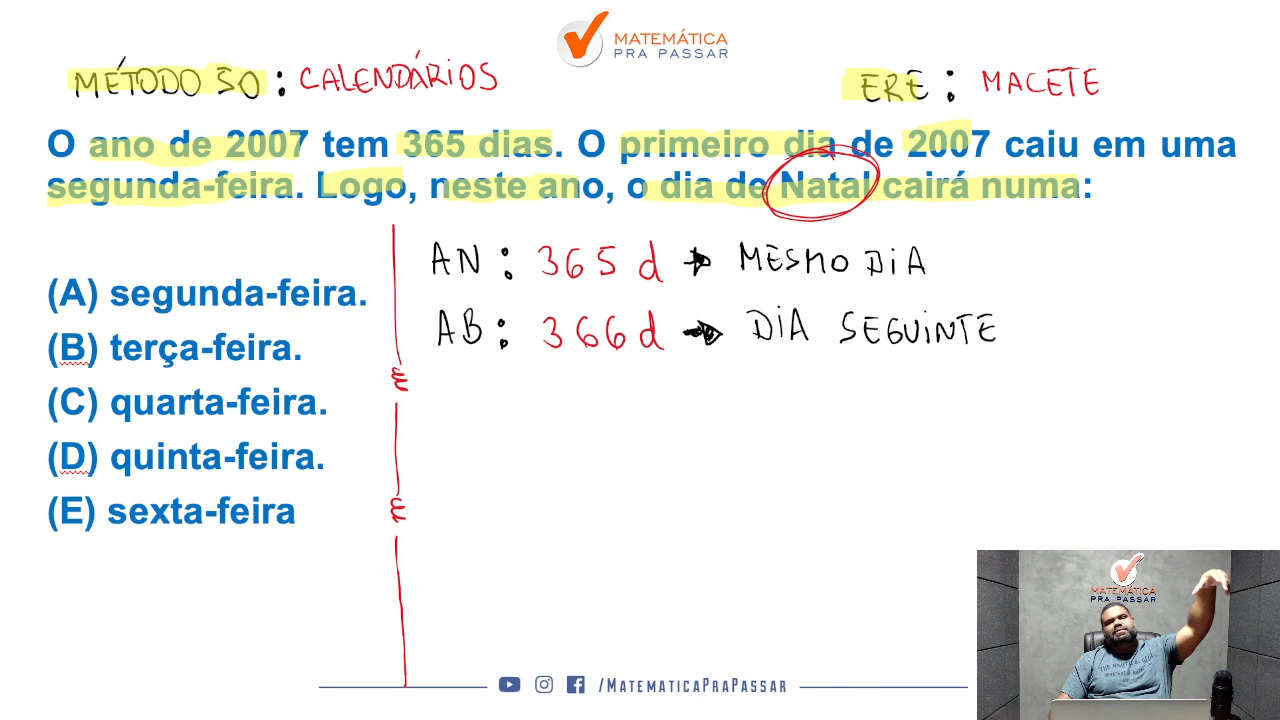 MATEMÁTICA
PRA PASSAR
MÉTODO 50 : CALENDÁRIOS
ERE : MACETE
O ano de 2007 tem 365 dias. O primeiro dia de 2007 caiu em uma
segunda-feira. Logo, neste ano, o dia de Natal cairá numa:
AN : 365 d → MESMO DIA
AB : 366 d → DIA SEGUINTE
(A) segunda-feira.
(B) terça-feira.
(C) quarta-feira.
(D) quinta-feira.
(E) sexta-feira
MATEMÁTICA
PRA PASSAR
/MATEMATICAPRAPASSAR